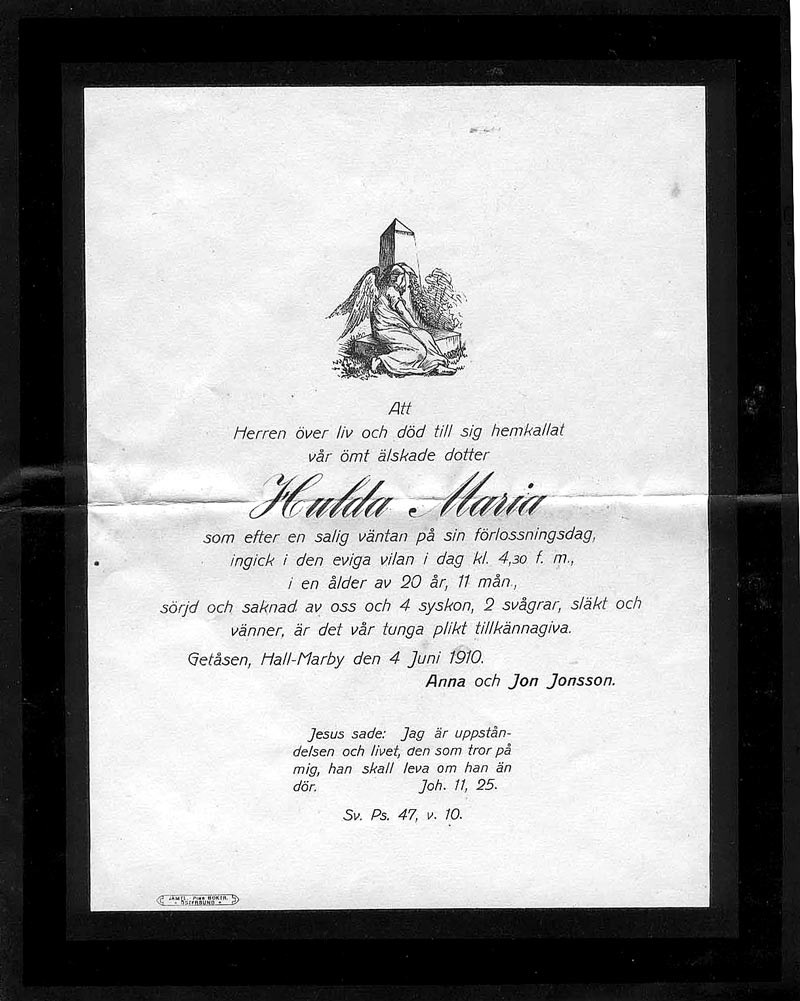 Att
Herren över liv och död till sig hemkallat
vår ömt älskade dotter
Hulda Maria
som efter en salig väntan på sin förlossningsdag,
ingick i den eviga vilan i dag kl. 4,30 f. m.,
i en ålder av 20 år, 11 mån.,
sörjd och saknad av oss och 4 syskon, 2 svågrar, släkt och
vänner, är det vår tunga plikt tillkännagiva.
Getåsen, Hall-Marby den 4 Juni 1910.
Anna och Jon Jonsson.
Jesus sade: Jag är uppstån-
delsen och livet, den som tror på
mig, han skall leva om han än
dör. Joh. 11, 25.
Sv. Ps. 47, v. 10.
ÖSTERSUND